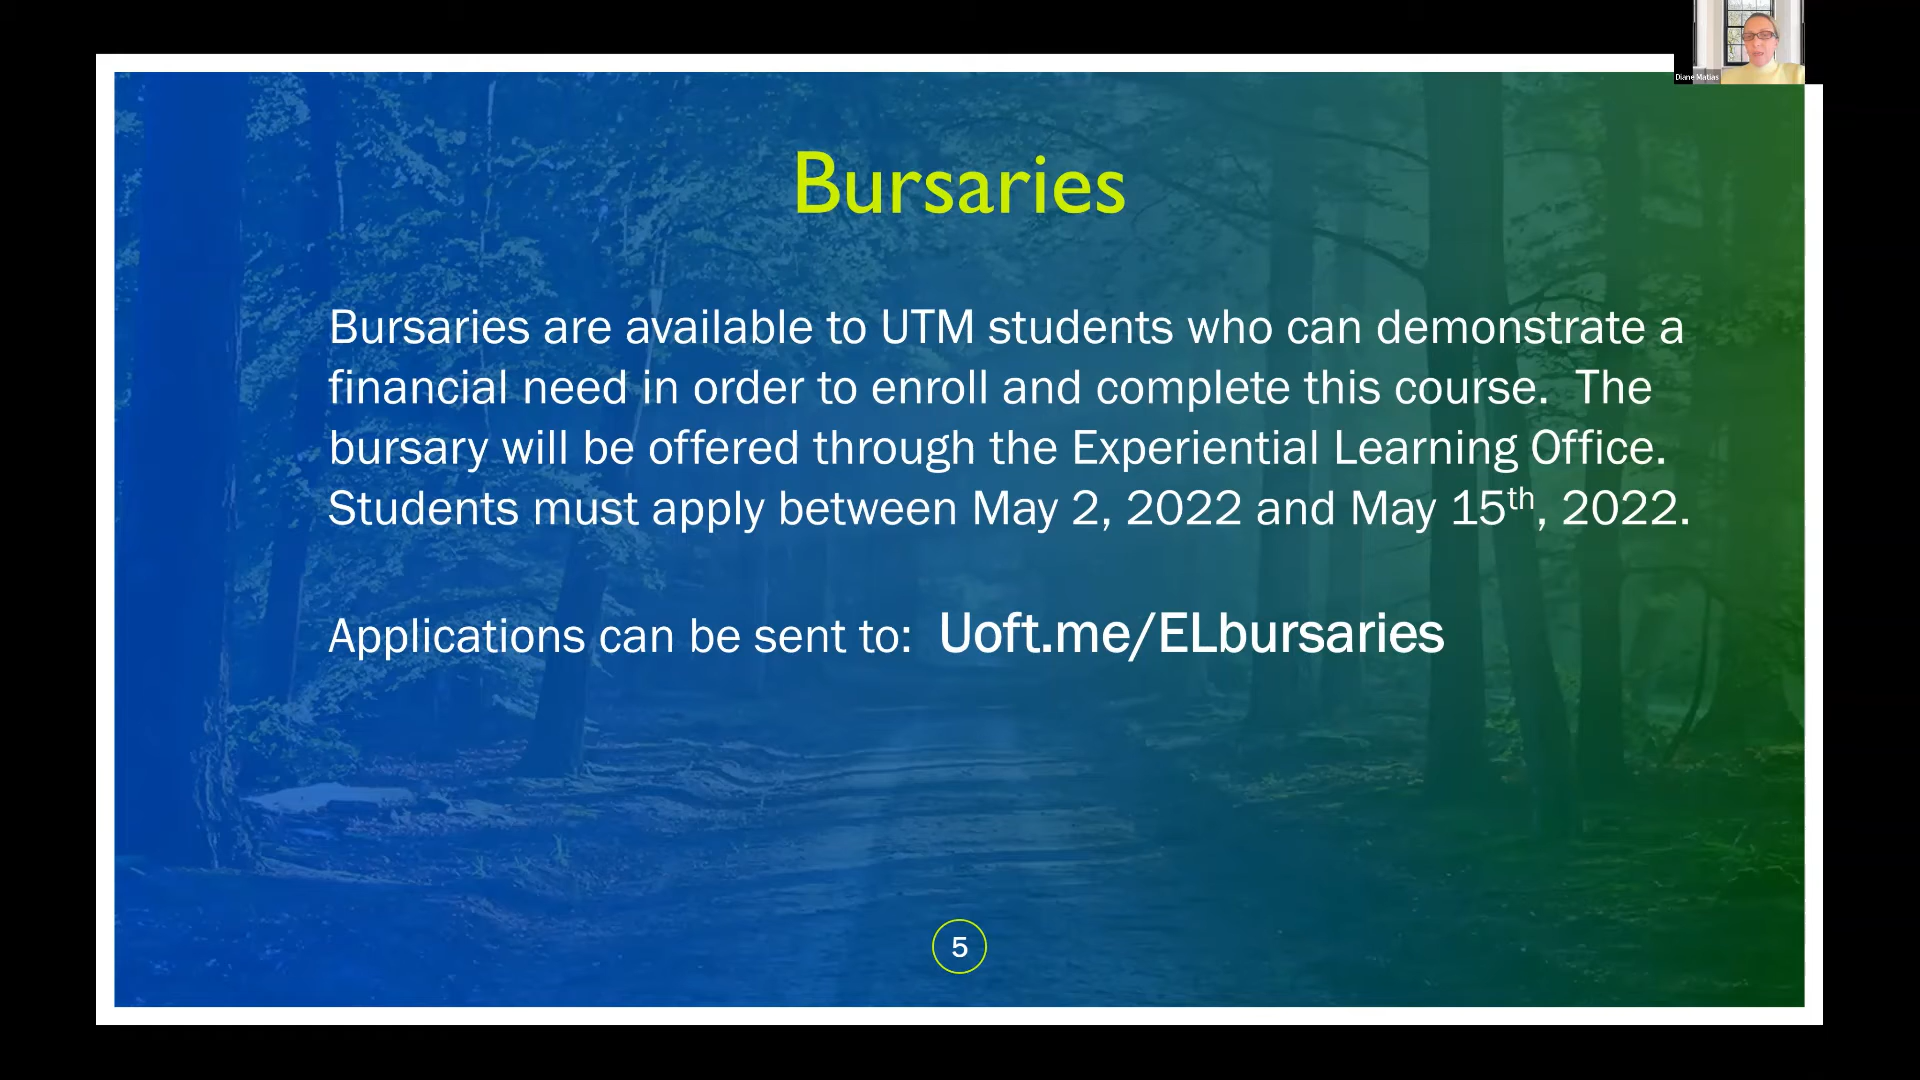 Diane Matias
Bursaries
Bursaries are available to UTM students who can demonstrate a
financial need in order to enroll and complete this course.  The
bursary will be offered through the Experiential Learning Office.
Students must apply between May 2, 2022 and May 15th, 2022.
Applications can be sent to:  Uoft.me/ELbursaries
5